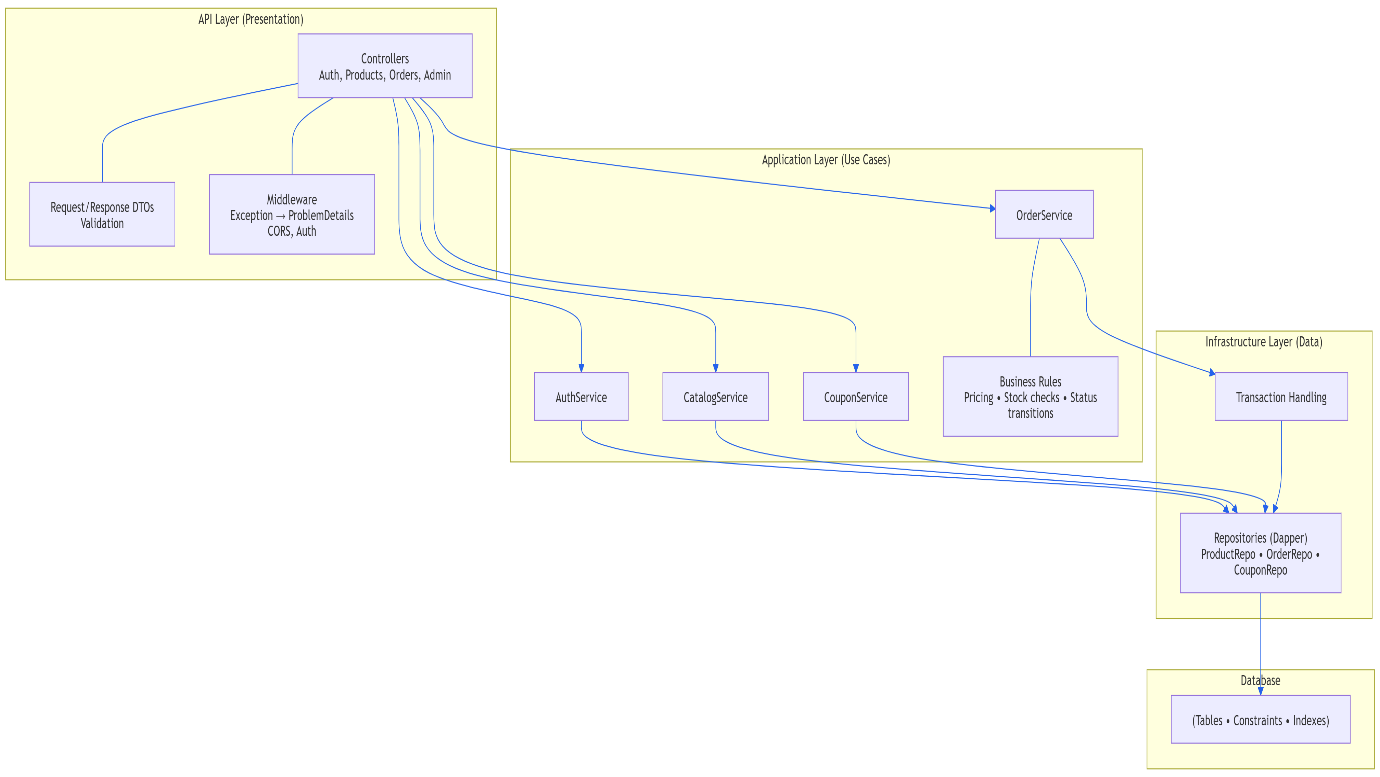 API Layer (Presentation)
Controllers
Auth, Products, Orders, Admin
Request/Response DTOs
Validation
Middleware
Exception → ProblemDetails
CORS, Auth
Application Layer (Use Cases)
OrderService
AuthService
CatalogService
CouponService
Business Rules
Pricing • Stock checks • Status
transitions
Infrastructure Layer (Data)
Transaction Handling
Repositories (Dapper)
ProductRepo • OrderRepo •
CouponRepo
Database
(Tables • Constraints • Indexes)